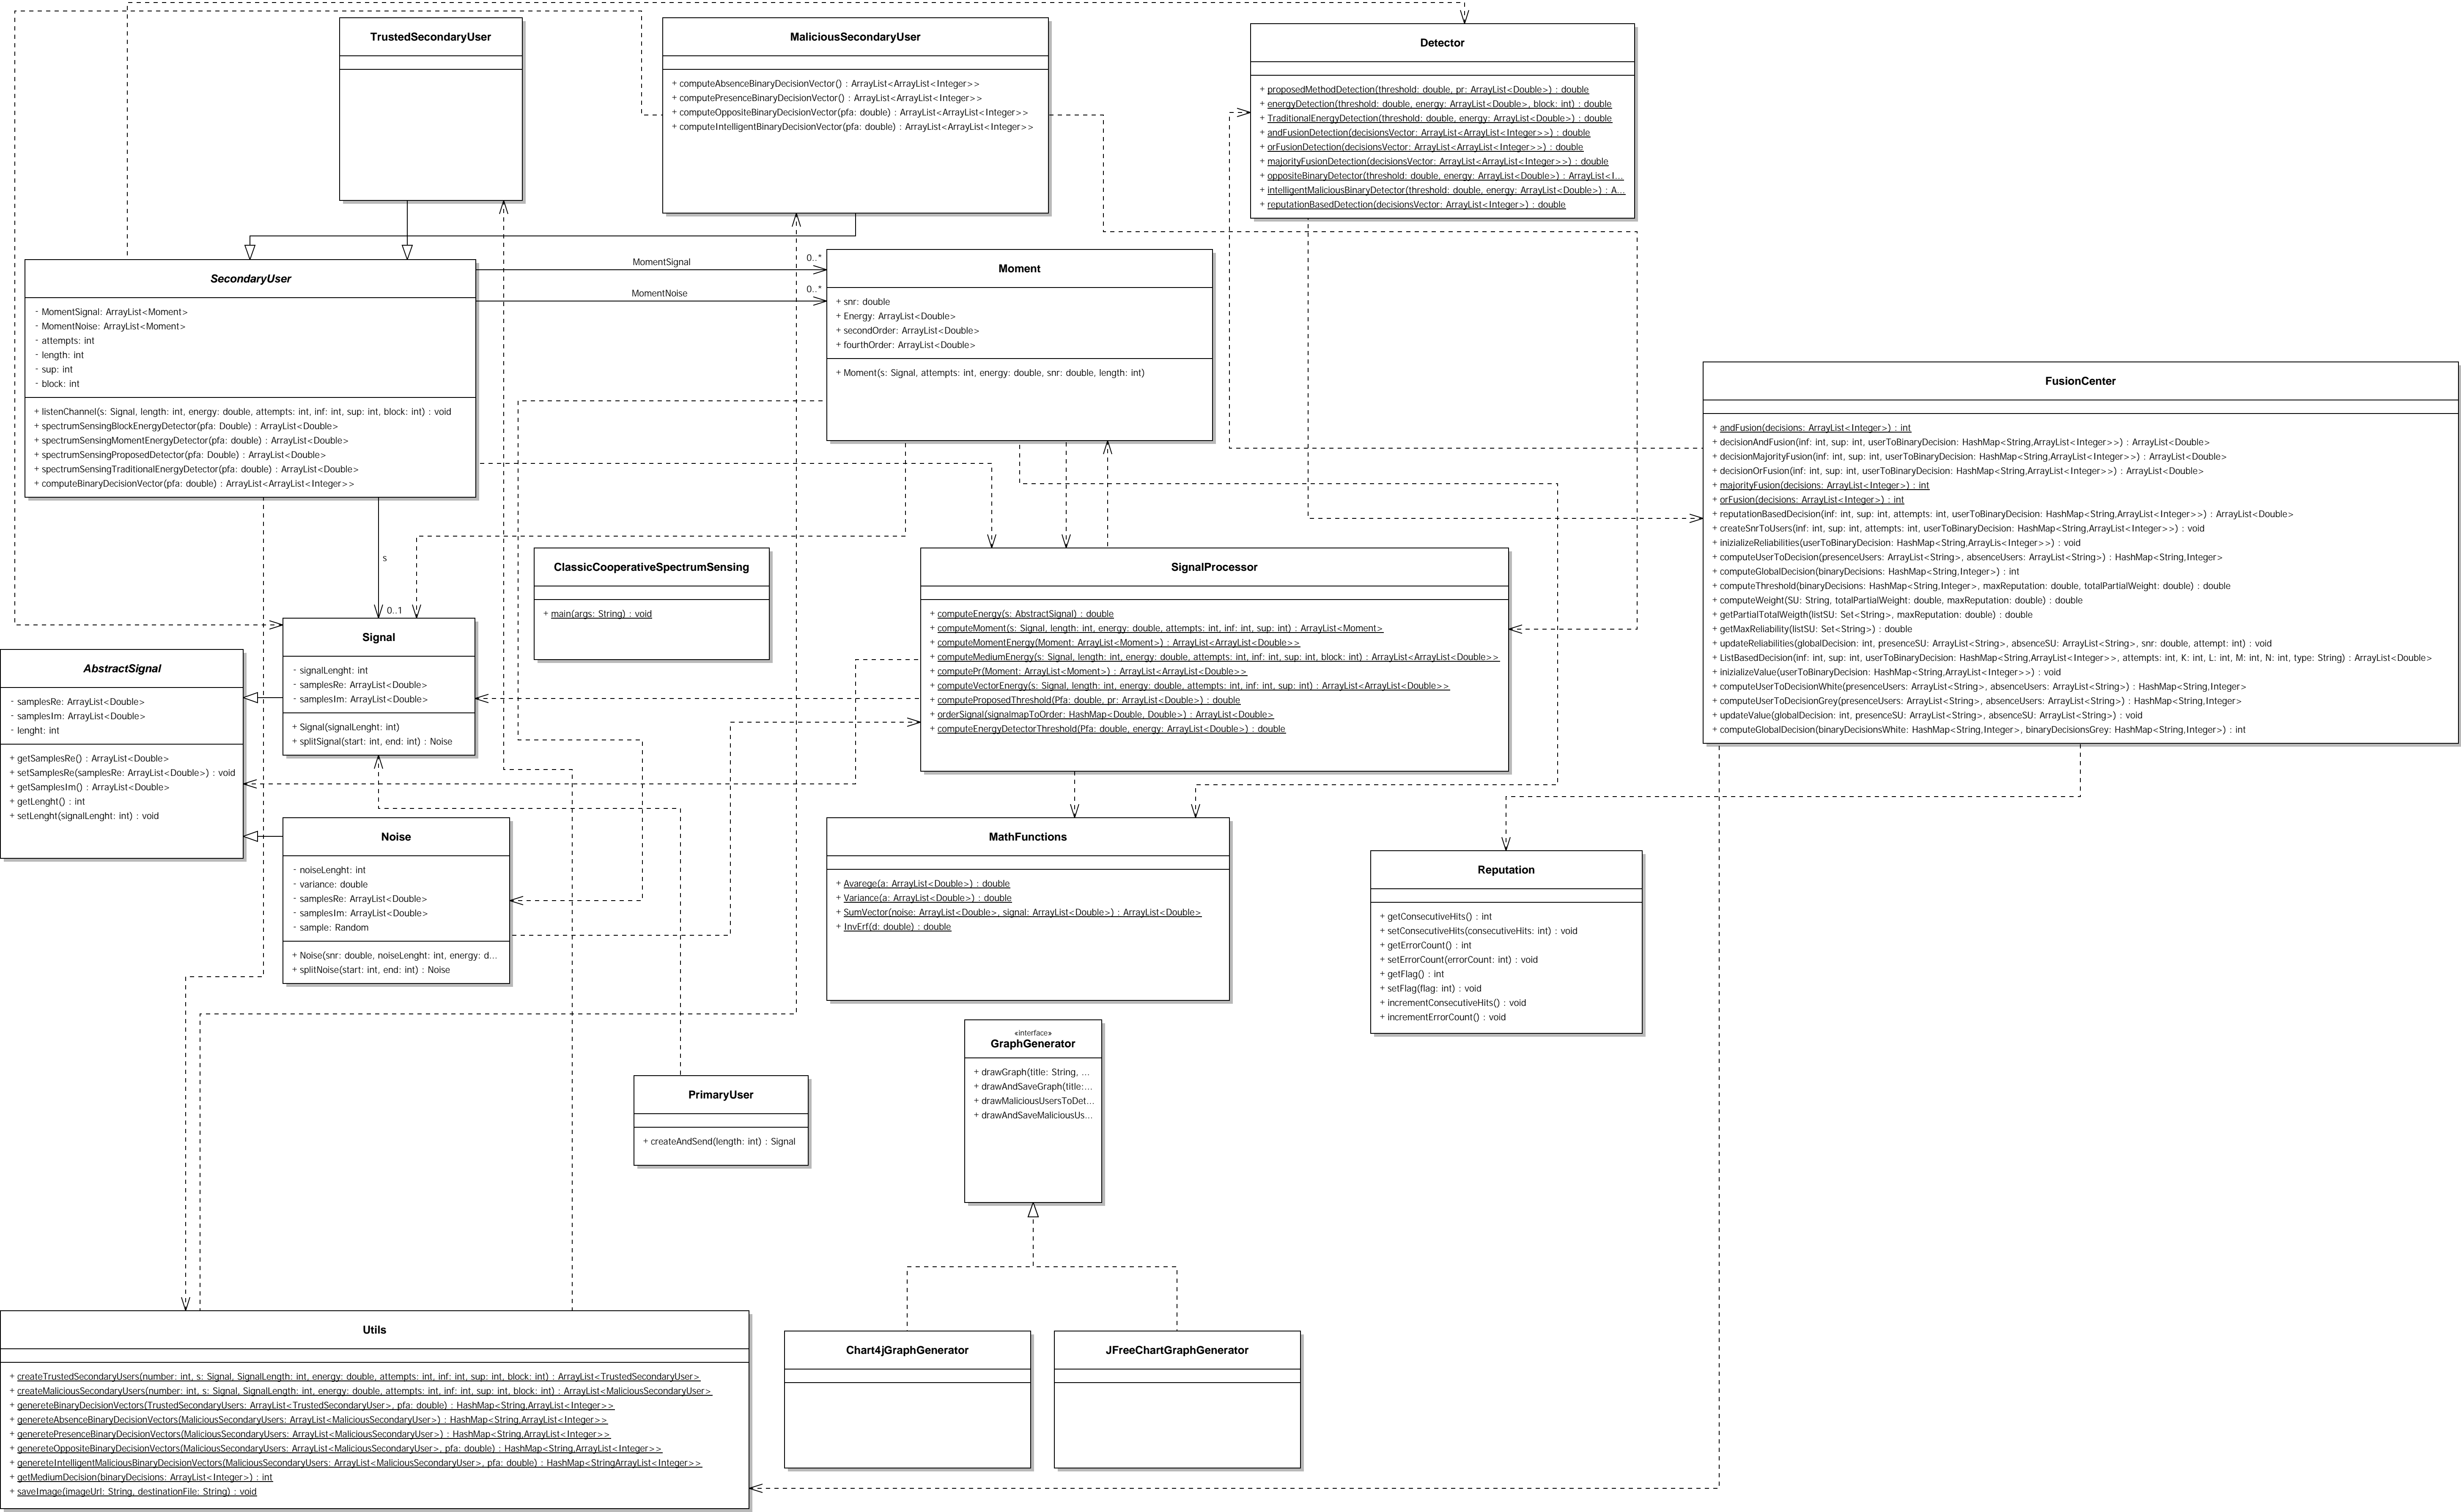 TrustedSecondaryUser
MaliciousSecondaryUser
+ computeAbsenceBinaryDecisionVector() : ArrayList<ArrayList<Integer>>
+ computePresenceBinaryDecisionVector() : ArrayList<ArrayList<Integer>>
+ computeOppositeBinaryDecisionVector(pfa: double) : ArrayList<ArrayList<Integer>>
+ computeIntelligentBinaryDecisionVector(pfa: double) : ArrayList<ArrayList<Integer>>
Detector
+ proposedMethodDetection(threshold: double, pr: ArrayList<Double>) : double
+ energyDetection(threshold: double, energy: ArrayList<Double>, block: int) : double
+ TraditionalEnergyDetection(threshold: double, energy: ArrayList<Double>) : double
+ andFusionDetection(decisionsVector: ArrayList<ArrayList<Integer>>) : double
+ orFusionDetection(decisionsVector: ArrayList<ArrayList<Integer>>) : double
+ majorityFusionDetection(decisionsVector: ArrayList<ArrayList<Integer>>) : double
+ oppositeBinaryDetector(threshold: double, energy: ArrayList<Double>) : ArrayList<I...
+ intelligentMaliciousBinaryDetector(threshold: double, energy: ArrayList<Double>) : A...
+ reputationBasedDetection(decisionsVector: ArrayList<Integer>) : double
SecondaryUser
- MomentSignal: ArrayList<Moment>
- MomentNoise: ArrayList<Moment>
- attempts: int
- length: int
- sup: int
- block: int
+ listenChannel(s: Signal, length: int, energy: double, attempts: int, inf: int, sup: int, block: int) : void
+ spectrumSensingBlockEnergyDetector(pfa: Double) : ArrayList<Double>
+ spectrumSensingMomentEnergyDetector(pfa: double) : ArrayList<Double>
+ spectrumSensingProposedDetector(pfa: Double) : ArrayList<Double>
+ spectrumSensingTraditionalEnergyDetector(pfa: double) : ArrayList<Double>
+ computeBinaryDecisionVector(pfa: double) : ArrayList<ArrayList<Integer>>
MomentSignal
0..*
MomentNoise
0..*
Moment
+ snr: double
+ Energy: ArrayList<Double>
+ secondOrder: ArrayList<Double>
+ fourthOrder: ArrayList<Double>
+ Moment(s: Signal, attempts: int, energy: double, snr: double, length: int)
FusionCenter
+ andFusion(decisions: ArrayList<Integer>) : int
+ decisionAndFusion(inf: int, sup: int, userToBinaryDecision: HashMap<String,ArrayList<Integer>>) : ArrayList<Double>
+ decisionMajorityFusion(inf: int, sup: int, userToBinaryDecision: HashMap<String,ArrayList<Integer>>) : ArrayList<Double>
+ decisionOrFusion(inf: int, sup: int, userToBinaryDecision: HashMap<String,ArrayList<Integer>>) : ArrayList<Double>
+ majorityFusion(decisions: ArrayList<Integer>) : int
+ orFusion(decisions: ArrayList<Integer>) : int
+ reputationBasedDecision(inf: int, sup: int, attempts: int, userToBinaryDecision: HashMap<String,ArrayList<Integer>>) : ArrayList<Double>
+ createSnrToUsers(inf: int, sup: int, attempts: int, userToBinaryDecision: HashMap<String,ArrayList<Integer>>) : void
+ inizializeReliabilities(userToBinaryDecision: HashMap<String,ArrayLis<Integer>>) : void
+ computeUserToDecision(presenceUsers: ArrayList<String>, absenceUsers: ArrayList<String>) : HashMap<String,Integer>
+ computeGlobalDecision(binaryDecisions: HashMap<String,Integer>) : int
+ computeThreshold(binaryDecisions: HashMap<String,Integer>, maxReputation: double, totalPartialWeight: double) : double
+ computeWeight(SU: String, totalPartialWeight: double, maxReputation: double) : double
+ getPartialTotalWeigth(listSU: Set<String>, maxReputation: double) : double
+ getMaxReliability(listSU: Set<String>) : double
+ updateReliabilities(globalDecision: int, presenceSU: ArrayList<String>, absenceSU: ArrayList<String>, snr: double, attempt: int) : void
+ ListBasedDecision(inf: int, sup: int, userToBinaryDecision: HashMap<String,ArrayList<Integer>>, attempts: int, K: int, L: int, M: int, N: int, type: String) : ArrayList<Double>
+ inizializeValue(userToBinaryDecision: HashMap<String,ArrayList<Integer>>) : void
+ computeUserToDecisionWhite(presenceUsers: ArrayList<String>, absenceUsers: ArrayList<String>) : HashMap<String,Integer>
+ computeUserToDecisionGrey(presenceUsers: ArrayList<String>, absenceUsers: ArrayList<String>) : HashMap<String,Integer>
+ updateValue(globalDecision: int, presenceSU: ArrayList<String>, absenceSU: ArrayList<String>) : void
+ computeGlobalDecision(binaryDecisionsWhite: HashMap<String,Integer>, binaryDecisionsGrey: HashMap<String,Integer>) : int
s
0..1
ClassicCooperativeSpectrumSensing
+ main(args: String) : void
SignalProcessor
+ computeEnergy(s: AbstractSignal) : double
+ computeMoment(s: Signal, length: int, energy: double, attempts: int, inf: int, sup: int) : ArrayList<Moment>
+ computeMomentEnergy(Moment: ArrayList<Moment>) : ArrayList<ArrayList<Double>>
+ computeMediumEnergy(s: Signal, length: int, energy: double, attempts: int, inf: int, sup: int, block: int) : ArrayList<ArrayList<Double>>
+ computePr(Moment: ArrayList<Moment>) : ArrayList<ArrayList<Double>>
+ computeVectorEnergy(s: Signal, length: int, energy: double, attempts: int, inf: int, sup: int) : ArrayList<ArrayList<Double>>
+ computeProposedThreshold(Pfa: double, pr: ArrayList<Double>) : double
+ orderSignal(signalmapToOrder: HashMap<Double, Double>) : ArrayList<Double>
+ computeEnergyDetectorThreshold(Pfa: double, energy: ArrayList<Double>) : double
Signal
- signalLenght: int
- samplesRe: ArrayList<Double>
- samplesIm: ArrayList<Double>
+ Signal(signalLenght: int)
+ splitSignal(start: int, end: int) : Noise
AbstractSignal
- samplesRe: ArrayList<Double>
- samplesIm: ArrayList<Double>
- lenght: int
+ getSamplesRe() : ArrayList<Double>
+ setSamplesRe(samplesRe: ArrayList<Double>) : void
+ getSamplesIm() : ArrayList<Double>
+ getLenght() : int
+ setLenght(signalLenght: int) : void
Noise
- noiseLenght: int
- variance: double
- samplesRe: ArrayList<Double>
- samplesIm: ArrayList<Double>
- sample: Random
+ Noise(snr: double, noiseLenght: int, energy: d...
+ splitNoise(start: int, end: int) : Noise
MathFunctions
+ Avarege(a: ArrayList<Double>) : double
+ Variance(a: ArrayList<Double>) : double
+ SumVector(noise: ArrayList<Double>, signal: ArrayList<Double>) : ArrayList<Double>
+ InvErf(d: double) : double
Reputation
+ getConsecutiveHits() : int
+ setConsecutiveHits(consecutiveHits: int) : void
+ getErrorCount() : int
+ setErrorCount(errorCount: int) : void
+ getFlag() : int
+ setFlag(flag: int) : void
+ incrementConsecutiveHits() : void
+ incrementErrorCount() : void
«interface»
GraphGenerator
+ drawGraph(title: String, ...
+ drawAndSaveGraph(title:...
+ drawMaliciousUsersToDet...
+ drawAndSaveMaliciousUs...
PrimaryUser
+ createAndSend(length: int) : Signal
Utils
+ createTrustedSecondaryUsers(number: int, s: Signal, SignalLength: int, energy: double, attempts: int, inf: int, sup: int, block: int) : ArrayList<TrustedSecondaryUser>
+ createMaliciousSecondaryUsers(number: int, s: Signal, SignalLength: int, energy: double, attempts: int, inf: int, sup: int, block: int) : ArrayList<MaliciousSecondaryUser>
+ genereteBinaryDecisionVectors(TrustedSecondaryUsers: ArrayList<TrustedSecondaryUser>, pfa: double) : HashMap<String,ArrayList<Integer>>
+ genereteAbsenceBinaryDecisionVectors(MaliciousSecondaryUsers: ArrayList<MaliciousSecondaryUser>) : HashMap<String,ArrayList<Integer>>
+ generetePresenceBinaryDecisionVectors(MaliciousSecondaryUsers: ArrayList<MaliciousSecondaryUser>) : HashMap<String,ArrayList<Integer>>
+ genereteOppositeBinaryDecisionVectors(MaliciousSecondaryUsers: ArrayList<MaliciousSecondaryUser>, pfa: double) : HashMap<String,ArrayList<Integer>>
+ genereteIntelligentMaliciousBinaryDecisionVectors(MaliciousSecondaryUsers: ArrayList<MaliciousSecondaryUser>, pfa: double) : HashMap<StringArrayList<Integer>>
+ getMediumDecision(binaryDecisions: ArrayList<Integer>) : int
+ saveImage(imageUrl: String, destinationFile: String) : void
Chart4jGraphGenerator
JFreeChartGraphGenerator